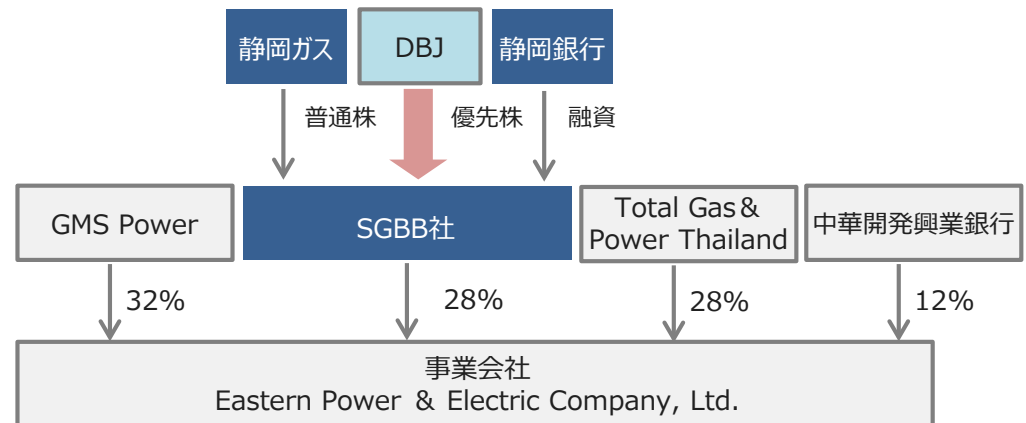 静岡ガス
DBJ
静岡銀行
普通株
優先株
融資
GMS Power
SGBB社
Total Gas&
Power Thailand
中華開発興業銀行
32%
28%
28%
12%
事業会社
Eastern Power & Electric Company, Ltd.